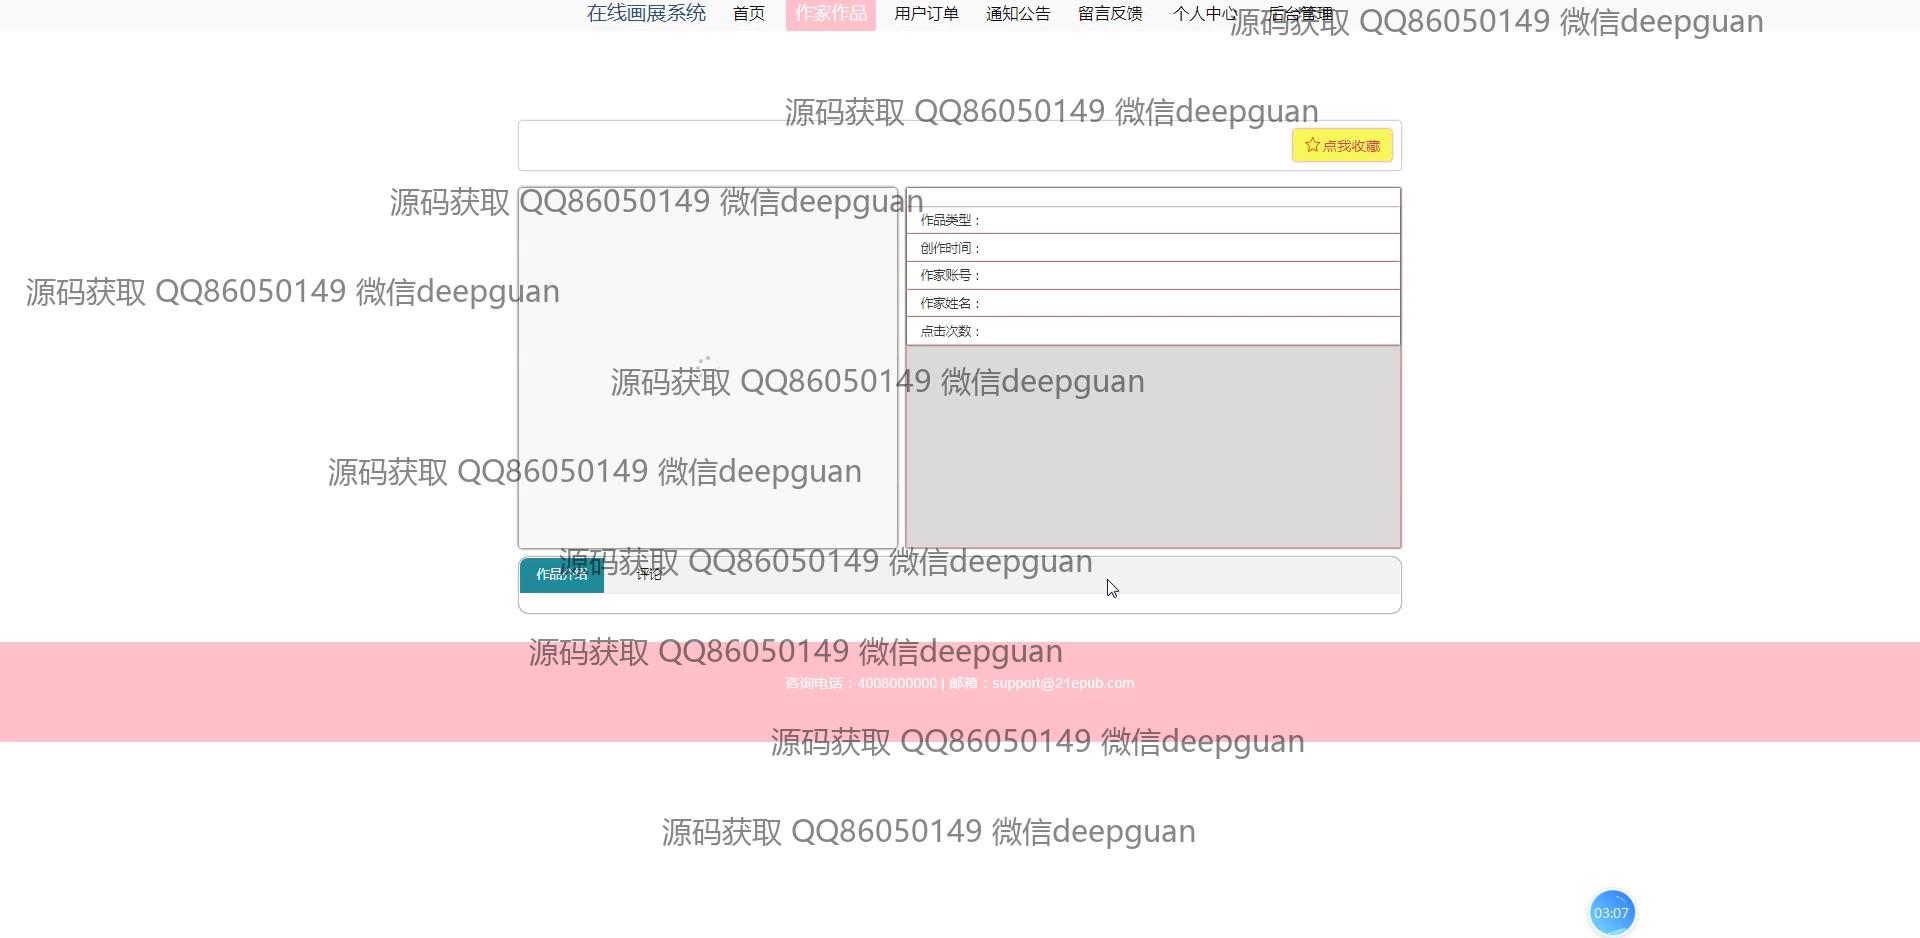 在线画展系统 首页 作家作品 用户订单 通知公告 留言反馈 个人中心 后台管理
源码获取 QQ86050149 微信deepguan
源码获取 QQ86050149 微信deepguan
点我收藏
源码获取 QQ86050149 微信deepguan
作品类型：
创作时间：
作家账号：
源码获取 QQ86050149 微信deepguan
作家姓名：
点击次数：
源码获取 QQ86050149 微信deepguan
源码获取 QQ86050149 微信deepguan
源码获取 QQ86050149 微信deepguan
作品介绍 评论
源码获取 QQ86050149 微信deepguan
咨询电话：4008000000 | 邮箱：support@21epub.com
源码获取 QQ86050149 微信deepguan
源码获取 QQ86050149 微信deepguan
03:07